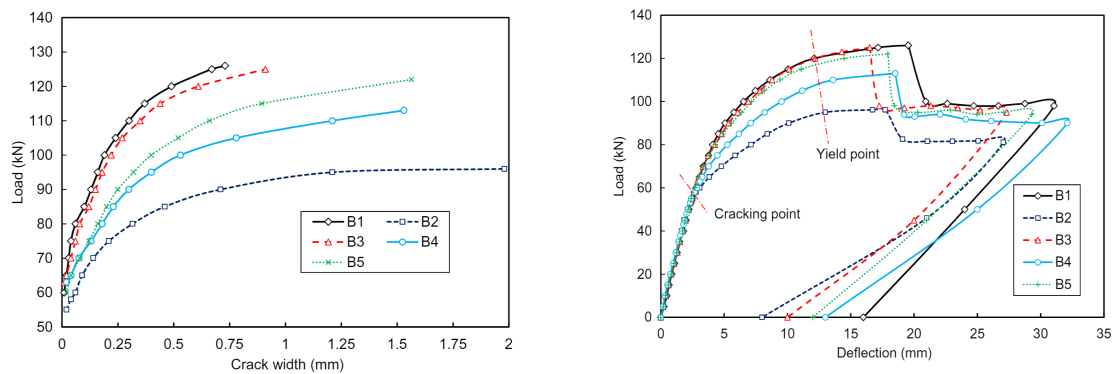 140
130
120
110
100
90
80
70
60
50
Load (kN)
0 0.25 0.5 0.75 1 1.25 1.5 1.75 2
Crack width (mm)
B1 B2
B3 B4
B5
140
120
100
80
60
40
20
0
Load (kN)
0 5 10 15 20 25 30 35
Deflection (mm)
Yield point
Cracking point
B1
B2
B3
B4
B5